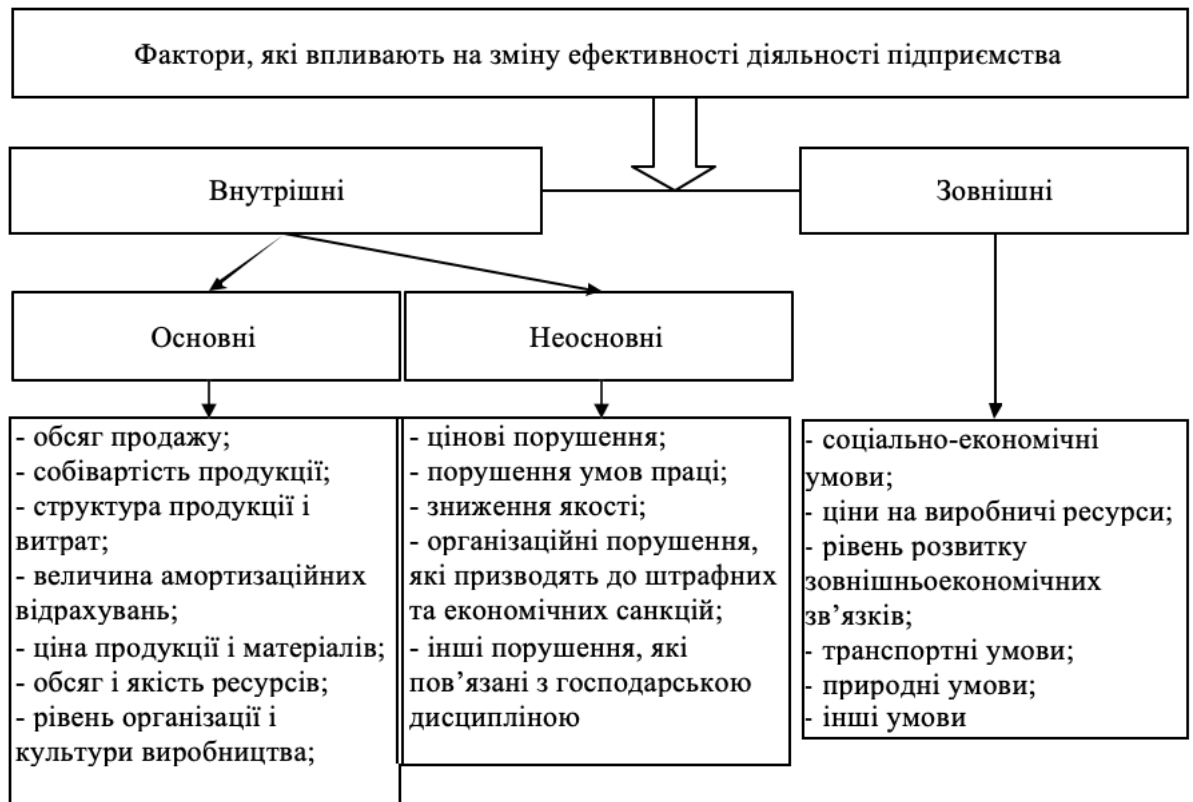 Фактори, які впливають на зміну ефективності діяльності підприємства
Внутрішні
Зовнішні
Основні
Неосновні
- обсяг продажу;
- собівартість продукції;
- структура продукції і
витрат;
- величина амортизаційних
відрахувань;
- ціна продукції і матеріалів;
- обсяг і якість ресурсів;
- рівень організації і
культури виробництва;
- цінові порушення;
- порушення умов праці;
- зниження якості;
- організаційні порушення,
які призводять до штрафних
та економічних санкцій;
- інші порушення, які
пов’язані з господарською
дисципліною
- соціально-економічні
умови;
- ціни на виробничі ресурси;
- рівень розвитку
зовнішньоекономічних
зв’язків;
- транспортні умови;
- природні умови;
- інші умови